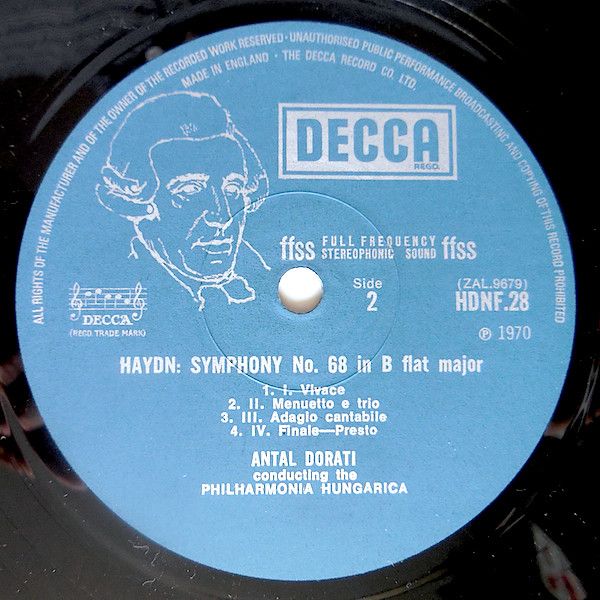 ALL RIGHTS OF THE MANUFACTURER AND OF THE OWNER OF THE RECORDED WORK RESERVED · UNAUTHORISED PUBLIC PERFORMANCE BROADCASTING AND COPYING OF THIS RECORD PROHIBITED
MADE IN ENGLAND · THE DECCA RECORD CO. LTD.
DECCA
REGD.
ffss FULL FREQUENCY STEREOPHONIC SOUND ffss
Side
2
(ZAL.9679)
HDNF.28
℗ 1970
DECCA
(REGD. TRADE MARK)
HAYDN: SYMPHONY No. 68 in B flat major
1. I. Vivace
2. II. Menuetto e trio
3. III. Adagio cantabile
4. IV. Finale—Presto
ANTAL DORATI
conducting the
PHILHARMONIA HUNGARICA